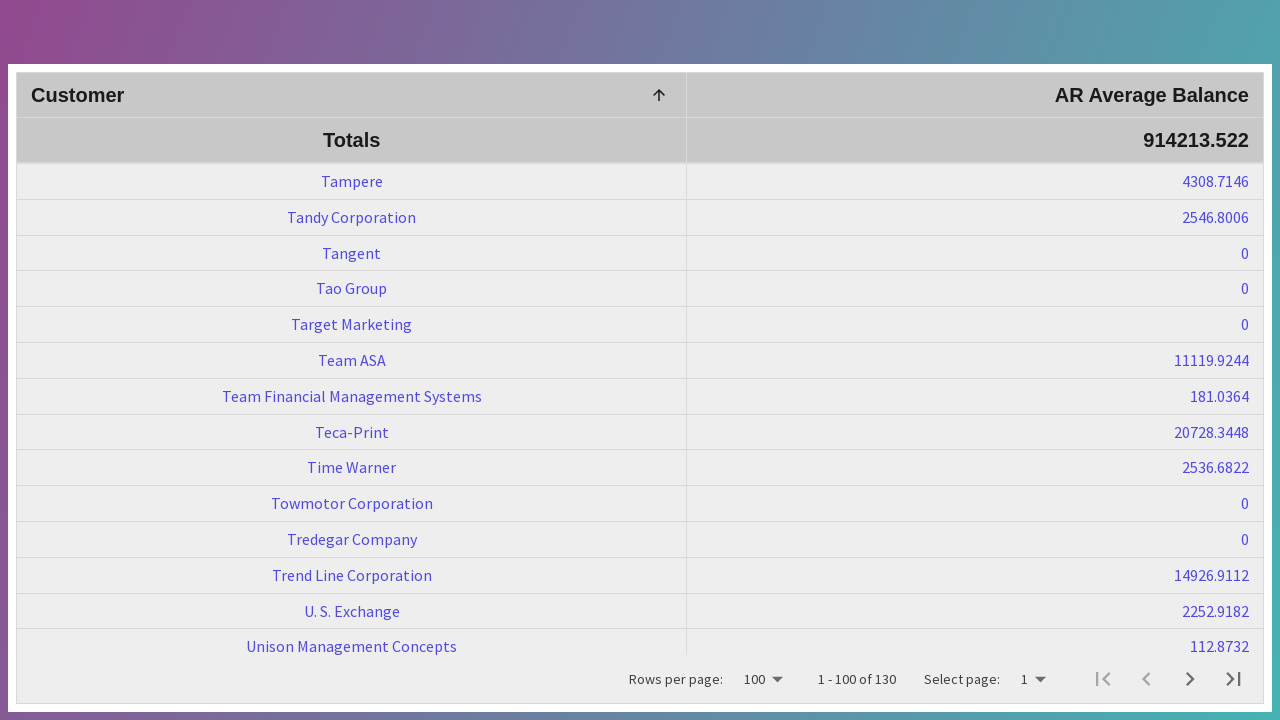 Customer AR Average Balance
Totals 914213.522
Tampere 4308.7146
Tandy Corporation 2546.8006
Tangent 0
Tao Group 0
Target Marketing 0
Team ASA 11119.9244
Team Financial Management Systems 181.0364
Teca-Print 20728.3448
Time Warner 2536.6822
Towmotor Corporation 0
Tredegar Company 0
Trend Line Corporation 14926.9112
U. S. Exchange 2252.9182
Unison Management Concepts 112.8732
Rows per page: 100 1 - 100 of 130 Select page: 1